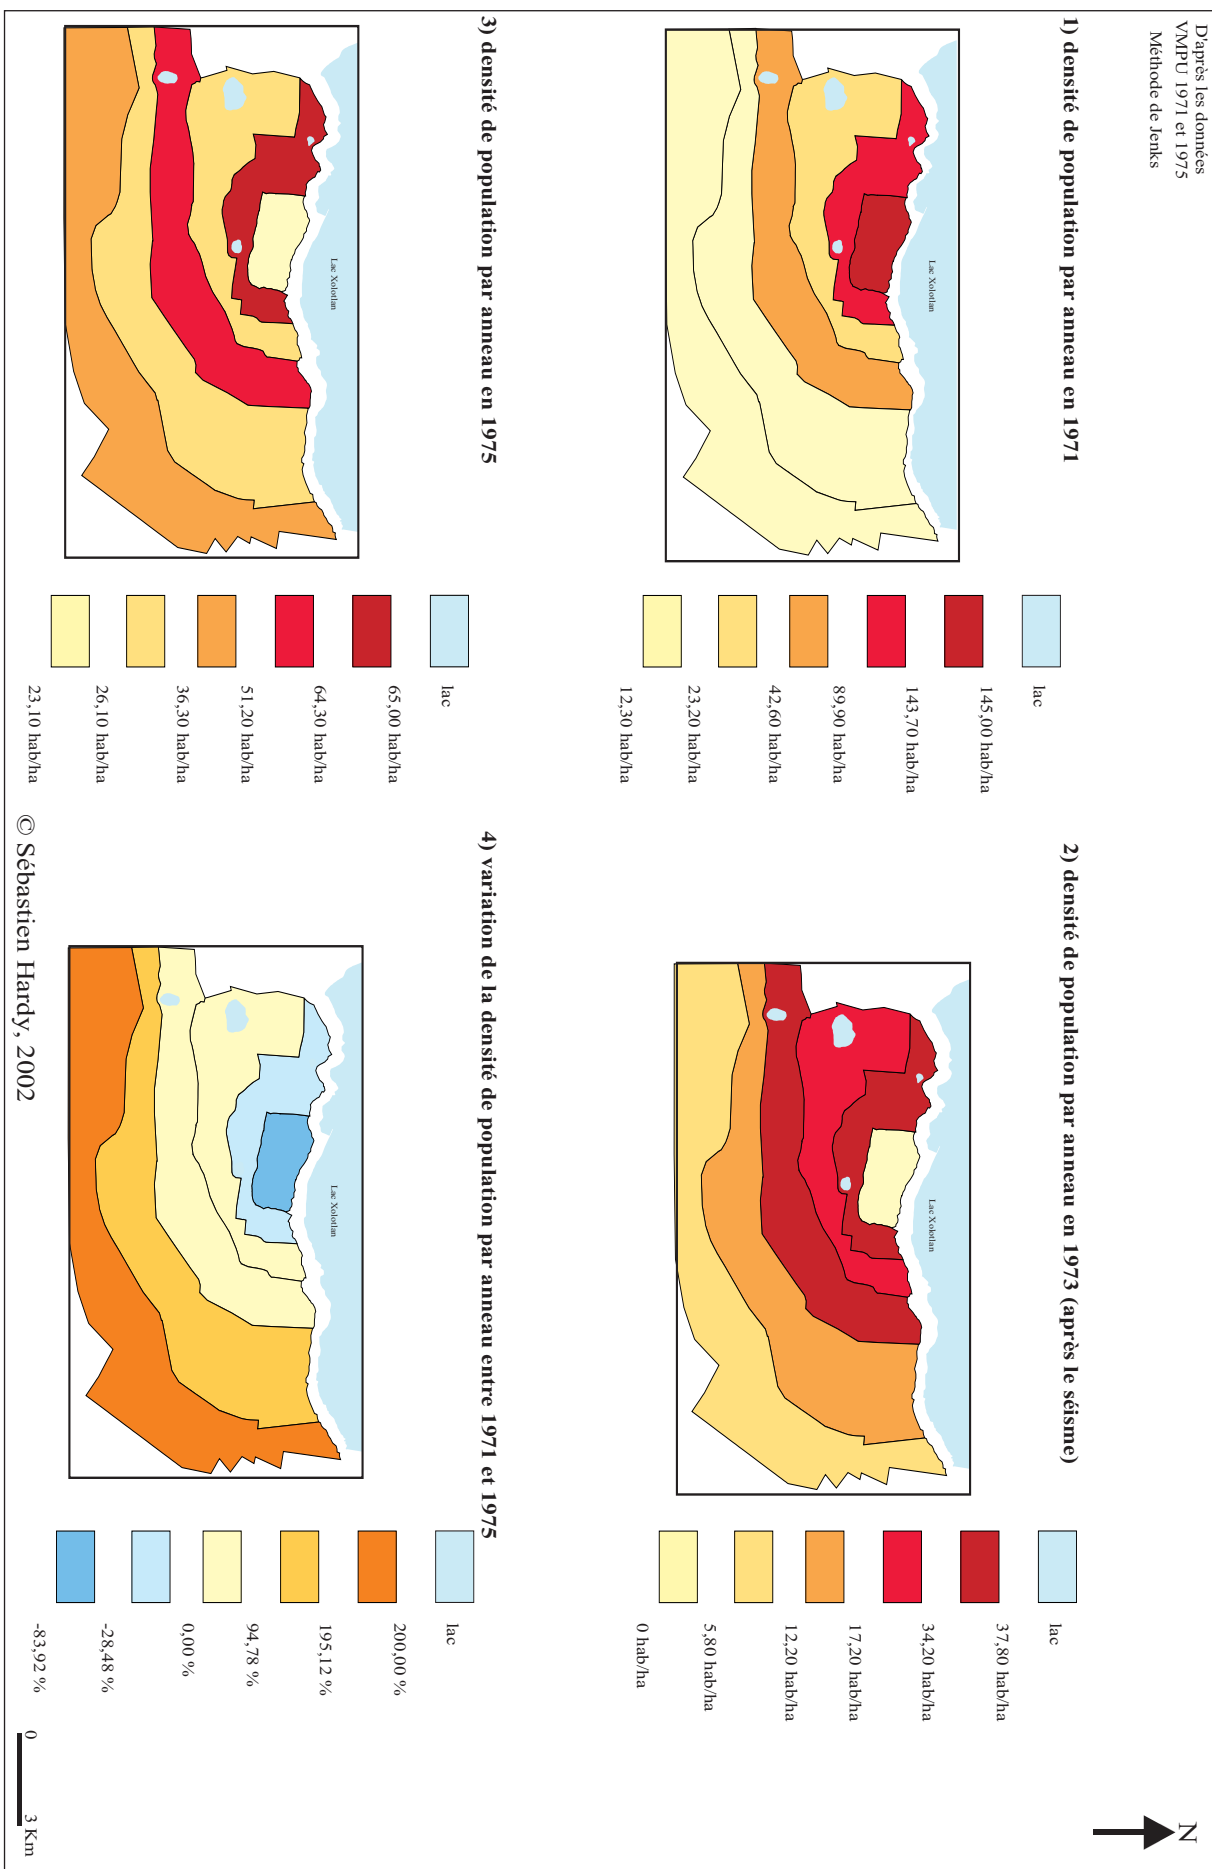 D'après les données
VMPU 1971 et 1975
Méthode de Jenks
N
1) densité de population par anneau en 1971
Lac Xolotlan
lac
145,00 hab/ha
143,70 hab/ha
89,90 hab/ha
42,60 hab/ha
23,20 hab/ha
12,30 hab/ha
2) densité de population par anneau en 1973 (après le séisme)
Lac Xolotlan
lac
37,80 hab/ha
34,20 hab/ha
17,20 hab/ha
12,20 hab/ha
5,80 hab/ha
0 hab/ha
3) densité de population par anneau en 1975
Lac Xolotlan
lac
65,00 hab/ha
64,30 hab/ha
51,20 hab/ha
36,30 hab/ha
26,10 hab/ha
23,10 hab/ha
4) variation de la densité de population par anneau entre 1971 et 1975
Lac Xolotlan
lac
200,00 %
195,12 %
94,78 %
0,00 %
-28,48 %
-83,92 %
© Sébastien Hardy, 2002
0 3 Km